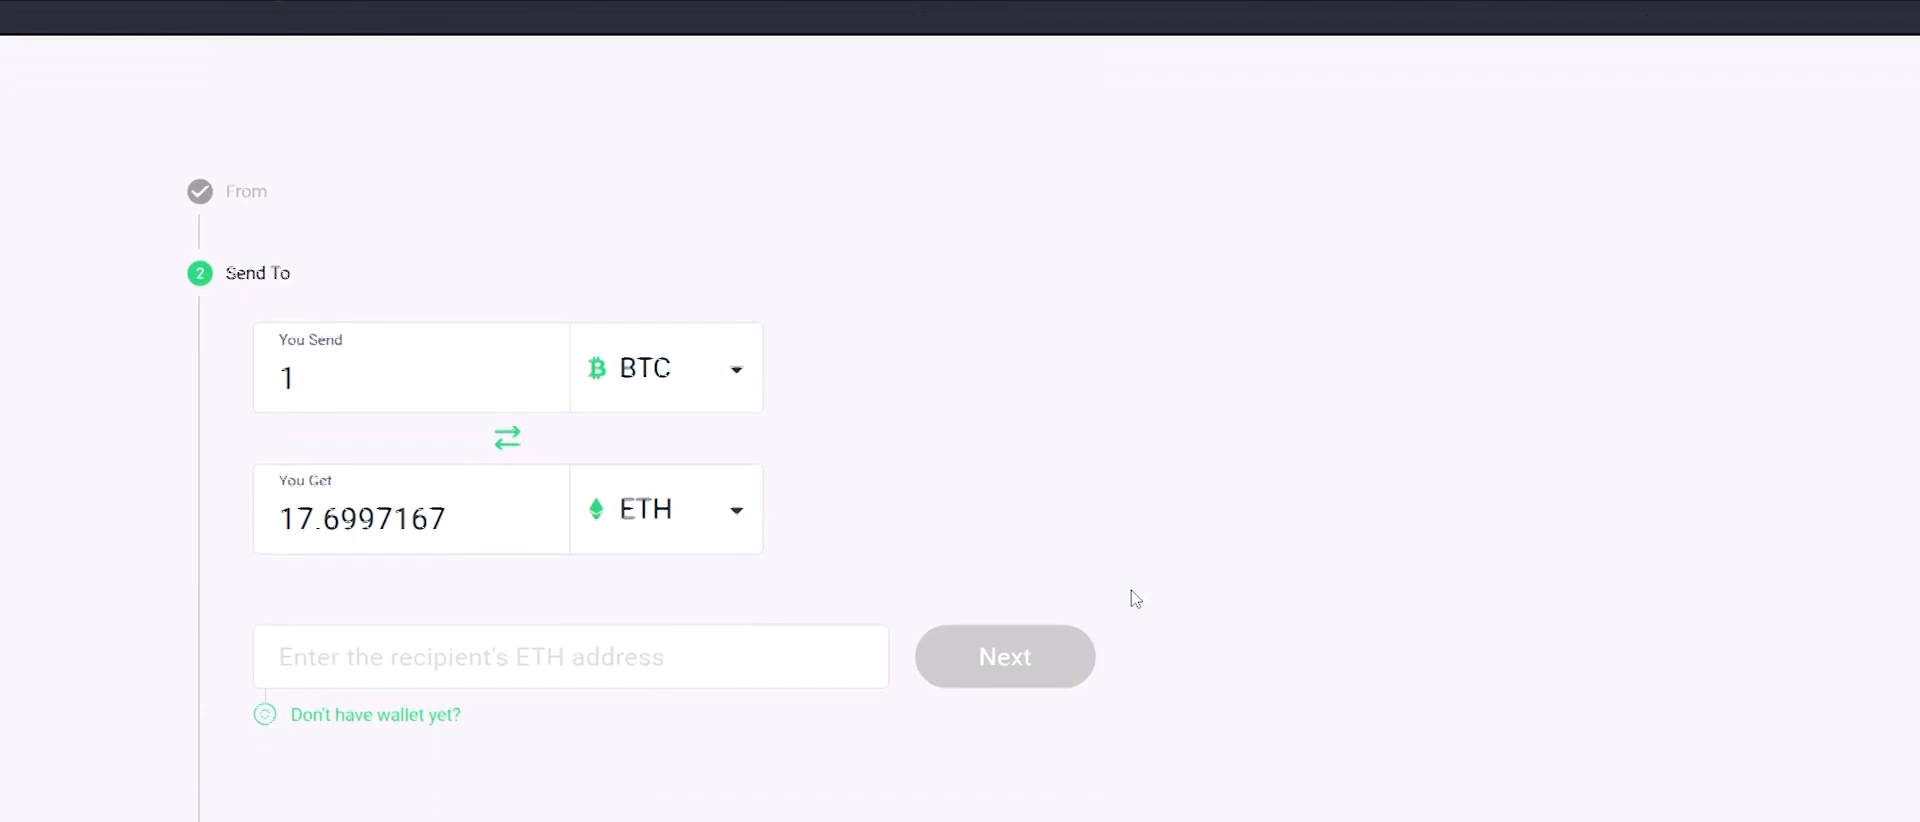 From
2 Send To
You Send
1 BTC
You Get
17.6997167 ETH
Enter the recipient's ETH address Next
Don't have wallet yet?